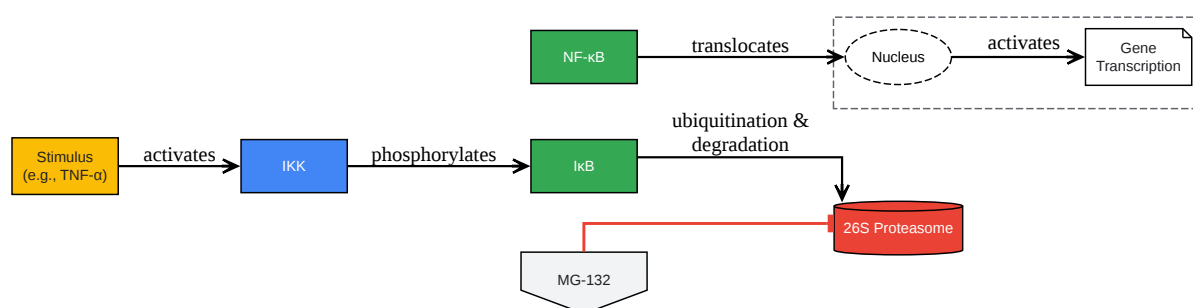 NF-κB
translocates
Nucleus
activates
Gene
Transcription
Stimulus
(e.g., TNF-α)
activates
IKK
phosphorylates
IκB
ubiquitination &
degradation
26S Proteasome
MG-132